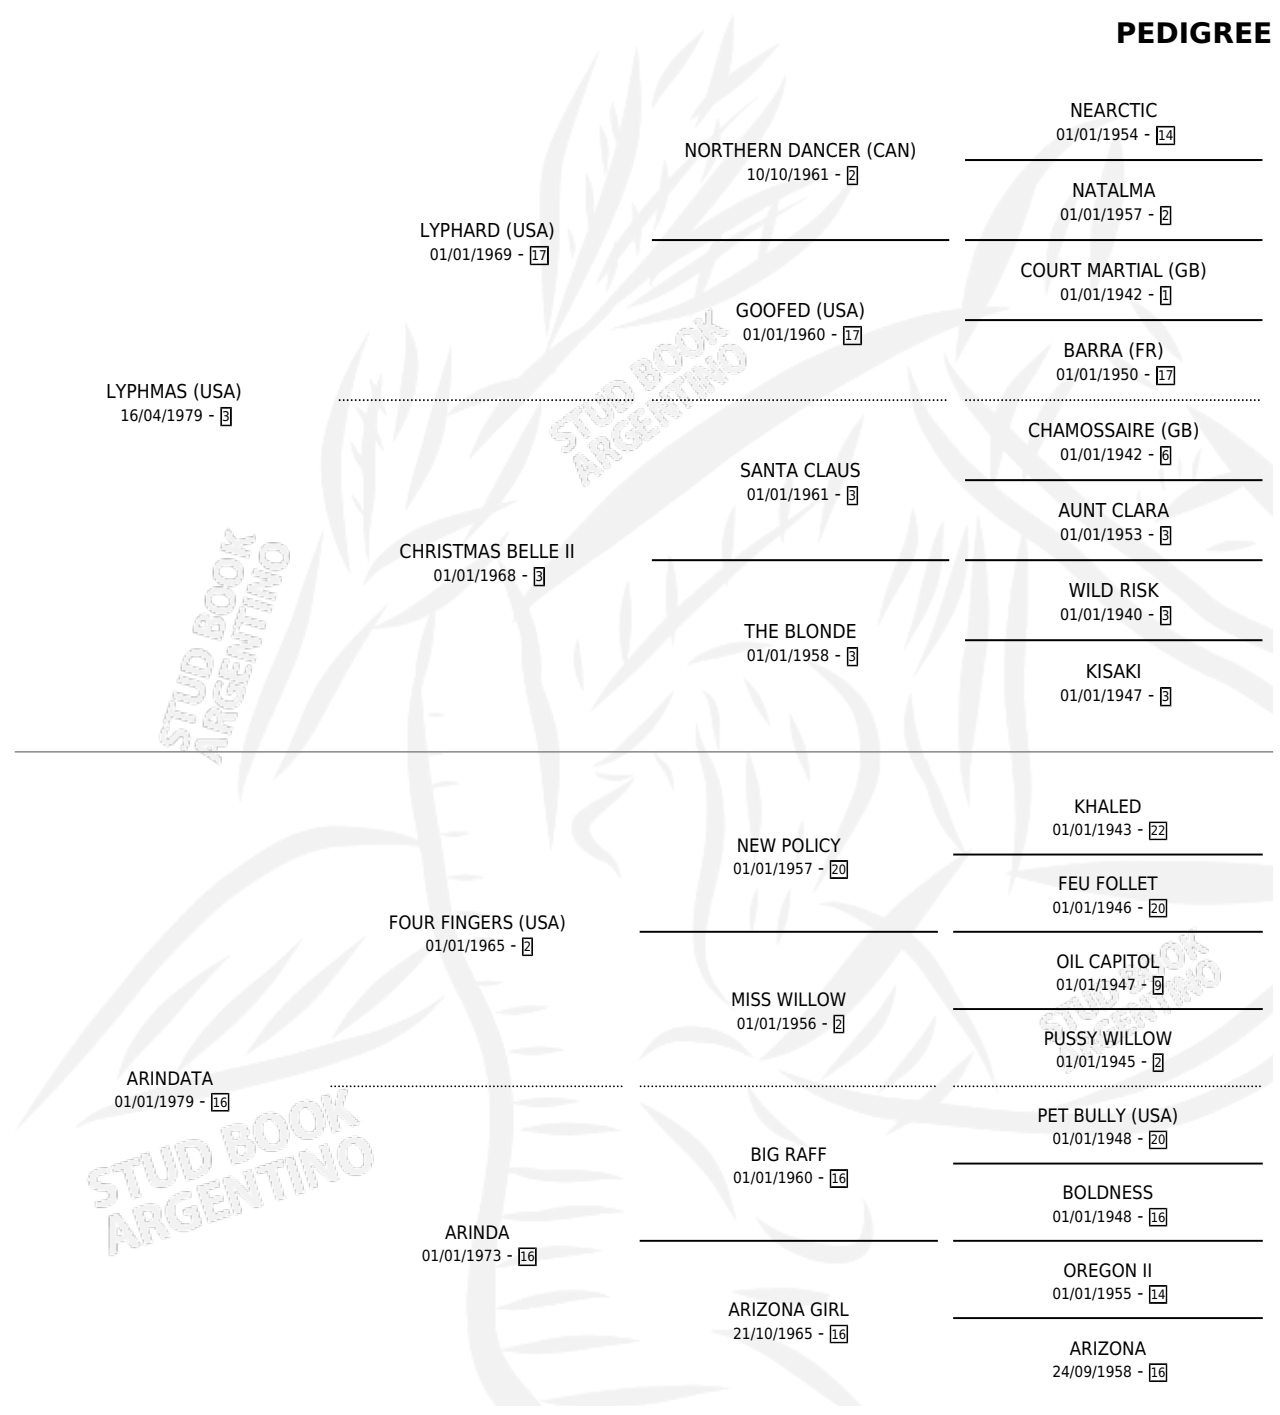 PEDIGREE
NEARCTIC
01/01/1954 - 14
NORTHERN DANCER (CAN)
10/10/1961 - 2
NATALMA
01/01/1957 - 2
LYPHARD (USA)
01/01/1969 - 17
COURT MARTIAL (GB)
01/01/1942 - 1
GOOFED (USA)
01/01/1960 - 17
BARRA (FR)
01/01/1950 - 17
LYPHMAS (USA)
16/04/1979 - 3
CHAMOSSAIRE (GB)
01/01/1942 - 6
SANTA CLAUS
01/01/1961 - 3
AUNT CLARA
01/01/1953 - 3
CHRISTMAS BELLE II
01/01/1968 - 3
WILD RISK
01/01/1940 - 3
THE BLONDE
01/01/1958 - 3
KISAKI
01/01/1947 - 3
KHALED
01/01/1943 - 22
NEW POLICY
01/01/1957 - 20
FEU FOLLET
01/01/1946 - 20
FOUR FINGERS (USA)
01/01/1965 - 2
OIL CAPITOL
01/01/1947 - 9
MISS WILLOW
01/01/1956 - 2
PUSSY WILLOW
01/01/1945 - 2
ARINDATA
01/01/1979 - 16
PET BULLY (USA)
01/01/1948 - 20
BIG RAFF
01/01/1960 - 16
BOLDNESS
01/01/1948 - 16
ARINDA
01/01/1973 - 16
OREGON II
01/01/1955 - 14
ARIZONA GIRL
21/10/1965 - 16
ARIZONA
24/09/1958 - 16
STUD BOOK
ARGENTINO
STUD BOOK
ARGENTINO
STUD BOOK
ARGENTINO
STUD BOOK
ARGENTINO